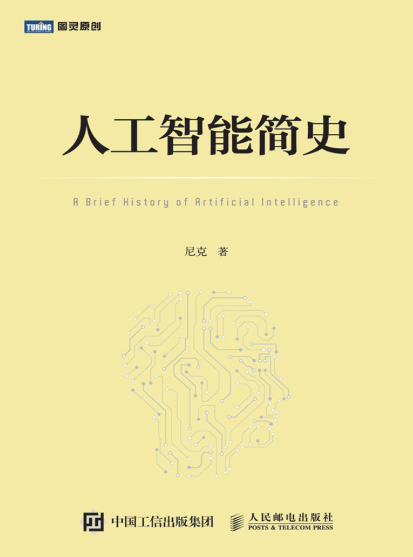 TURING 图灵原创
人工智能简史
A Brief History of Artificial Intelligence
尼克 著
中国工信出版集团 人民邮电出版社
POSTS & TELECOM PRESS